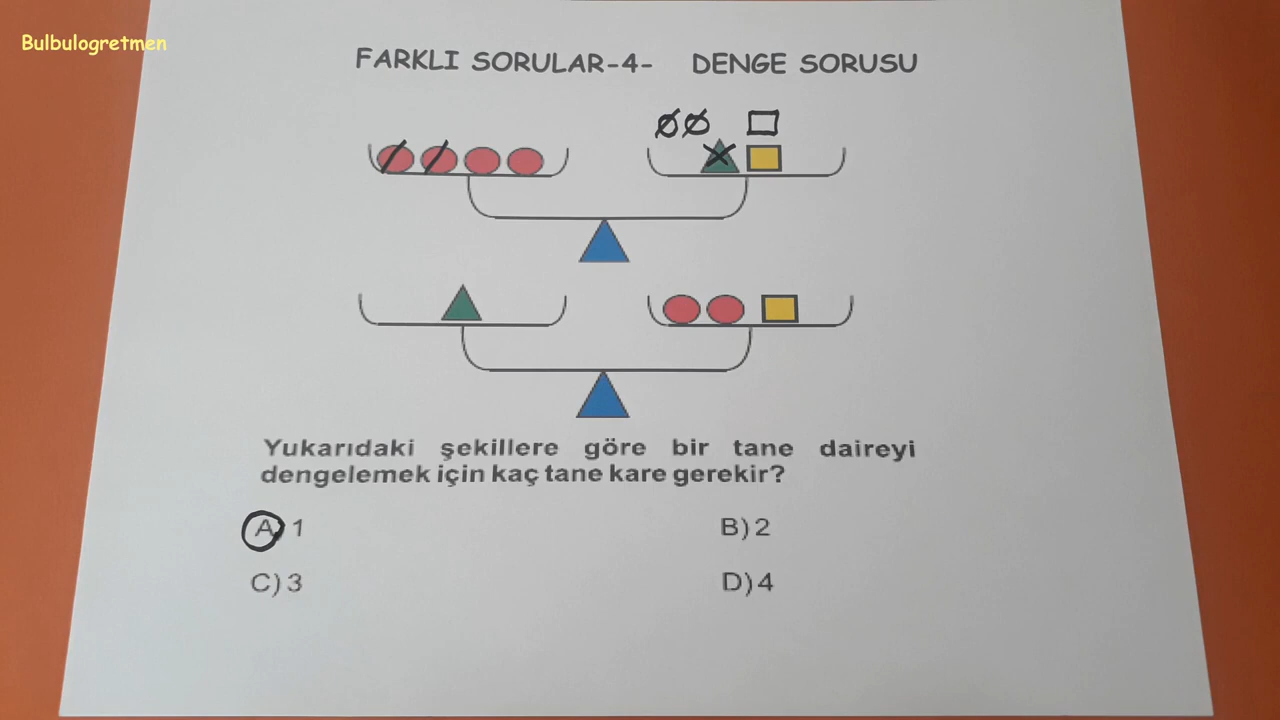 Bulbulogretmen
FARKLI SORULAR-4- DENGE SORUSU
Yukarıdaki şekillere göre bir tane daireyi
dengelemek için kaç tane kare gerekir?
A) 1 B) 2
C) 3 D) 4